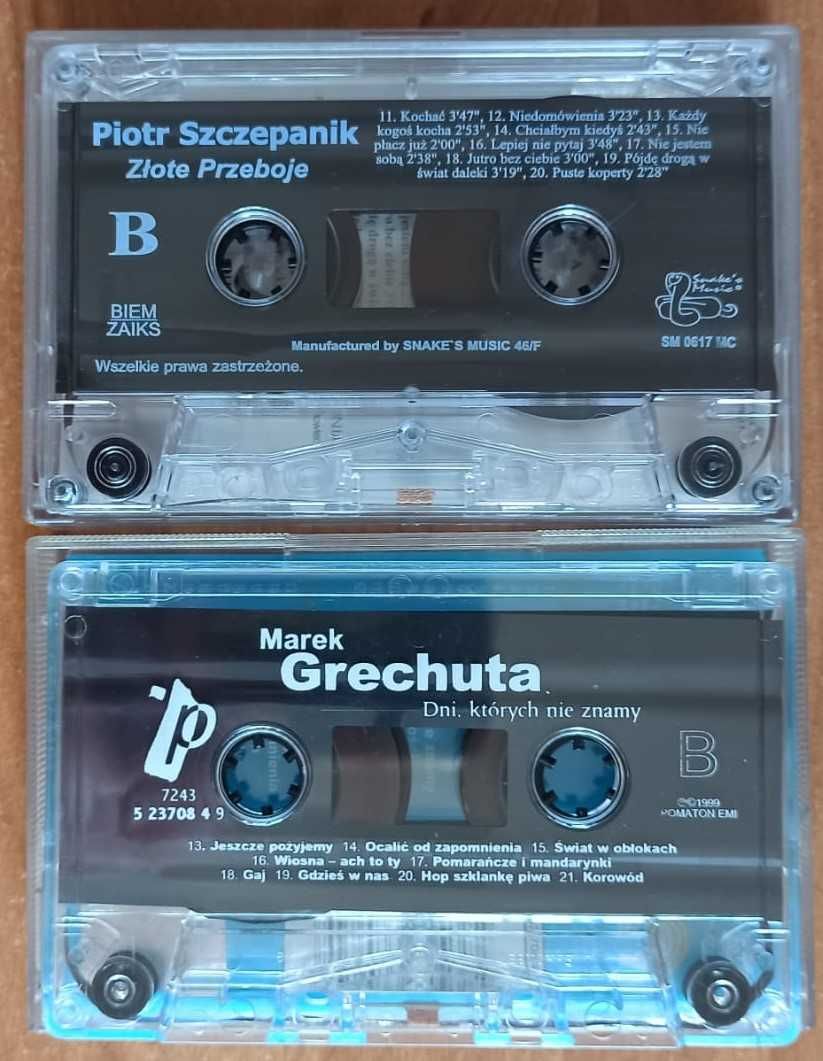 Piotr Szczepanik
Złote Przeboje
11. Kochać 3'47", 12. Niedomówienia 3'23", 13. Każdy
kogoś kocha 2'53", 14. Chciałbym kiedyś 2'43", 15. Nie
płacz już 2'00", 16. Lepiej nie pytaj 3'48", 17. Nie jestem
sobą 2'38", 18. Jutro bez ciebie 3'00", 19. Pójdę drogą w
świat daleki 3'19", 20. Puste koperty 2'28"
B
BIEM
ZAIKS
Snake's
Music
SM 0617 MC
Manufactured by SNAKE`S MUSIC 46/F
Wszelkie prawa zastrzeżone.
Marek
Grechuta
Dni, których nie znamy
p
B
7243
5 23708 4 9
℗©1999
POMATON EMI
13. Jeszcze pożyjemy 14. Ocalić od zapomnienia 15. Świat w obłokach
16. Wiosna – ach to ty 17. Pomarańcze i mandarynki
18. Gaj 19. Gdzieś w nas 20. Hop szklankę piwa 21. Korowód